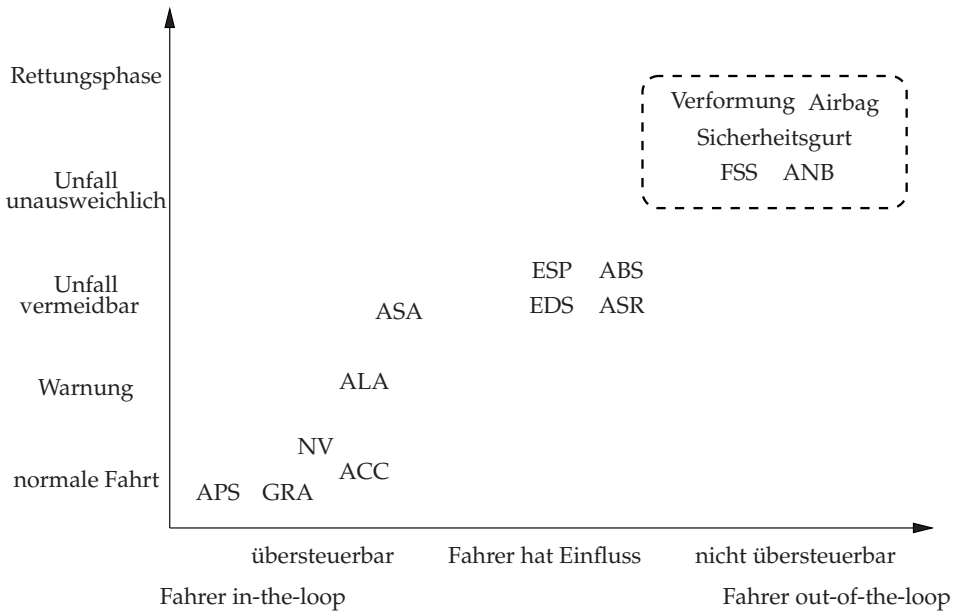 Rettungsphase
Verformung Airbag
Sicherheitsgurt
FSS ANB
Unfall
unausweichlich
ESP ABS
Unfall
vermeidbar
EDS ASR
ASA
Warnung
ALA
NV
ACC
normale Fahrt
APS GRA
übersteuerbar Fahrer hat Einfluss nicht übersteuerbar
Fahrer in-the-loop Fahrer out-of-the-loop